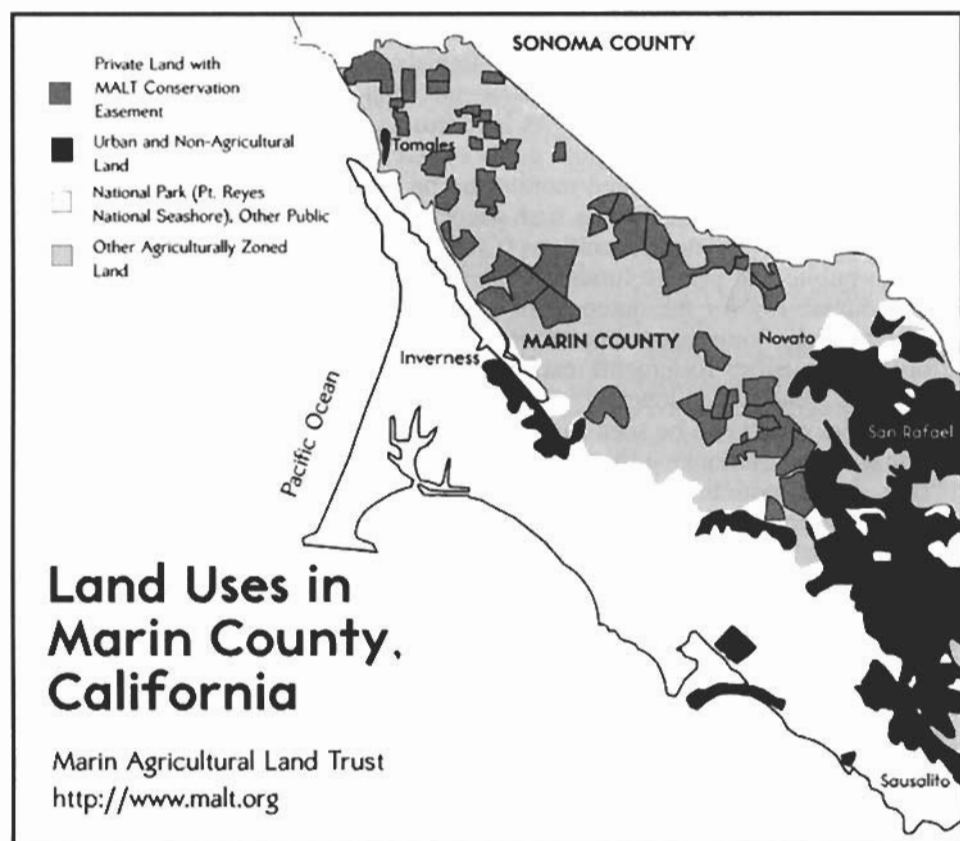 SONOMA COUNTY
Private Land with
MALT Conservation
Easement
Urban and Non-Agricultural
Land
National Park (Pt. Reyes
National Seashore), Other Public
Other Agriculturally Zoned
Land
Tomales
MARIN COUNTY
Novato
Inverness
Pacific Ocean
San Rafael
Land Uses in
Marin County,
California
Marin Agricultural Land Trust
http://www.malt.org
Sausalito